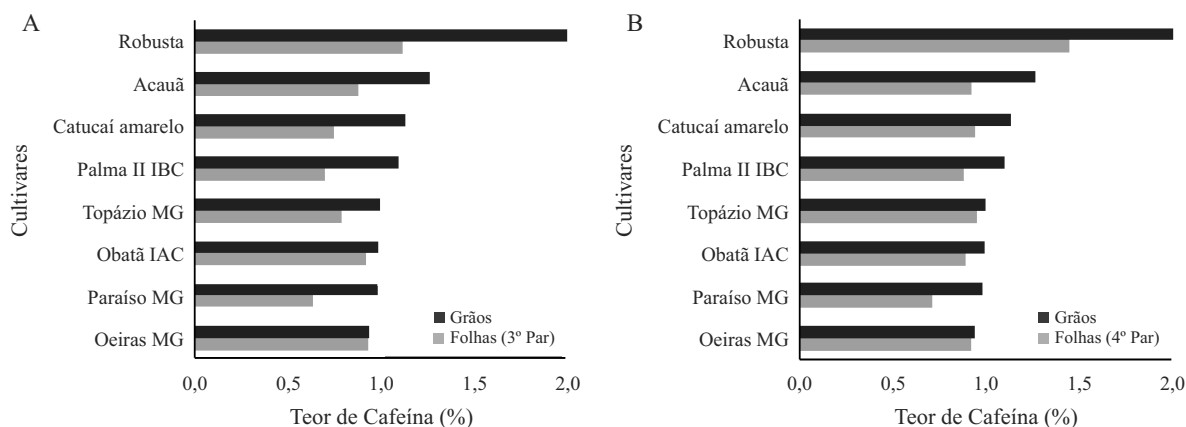 A
Cultivares
Robusta
Acauã
Catucaí amarelo
Palma II IBC
Topázio MG
Obatã IAC
Paraíso MG
Oeiras MG
Grãos
Folhas (3º Par)
0,0 0,5 1,0 1,5 2,0
Teor de Cafeína (%)
B
Cultivares
Robusta
Acauã
Catucaí amarelo
Palma II IBC
Topázio MG
Obatã IAC
Paraíso MG
Oeiras MG
Grãos
Folhas (4º Par)
0,0 0,5 1,0 1,5 2,0
Teor de Cafeína (%)